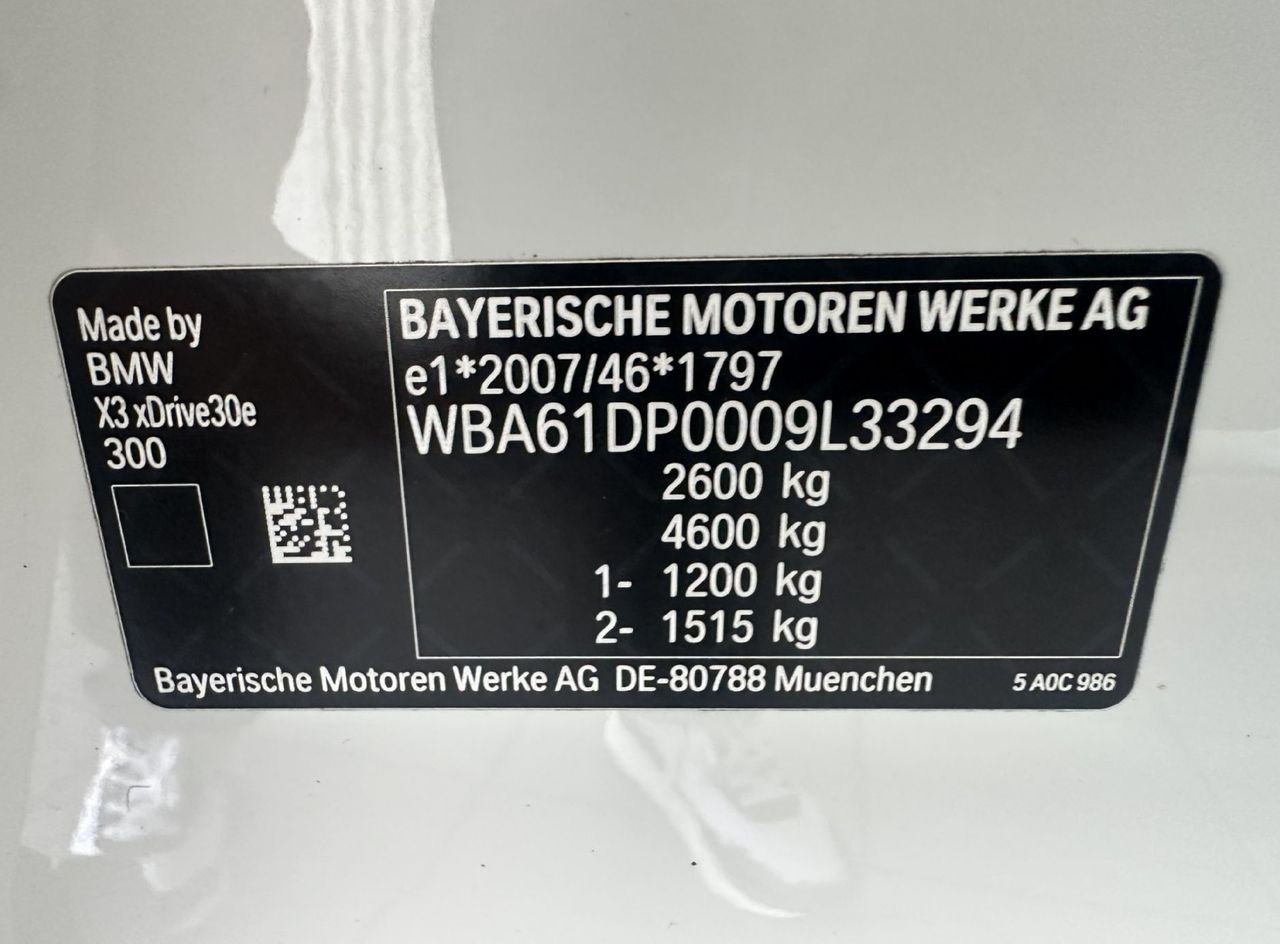 Made by
BMW
X3 xDrive30e
300
BAYERISCHE MOTOREN WERKE AG
e1*2007/46*1797
WBA61DP0009L33294
2600 kg
4600 kg
1- 1200 kg
2- 1515 kg
Bayerische Motoren Werke AG DE-80788 Muenchen
5 A0C 986